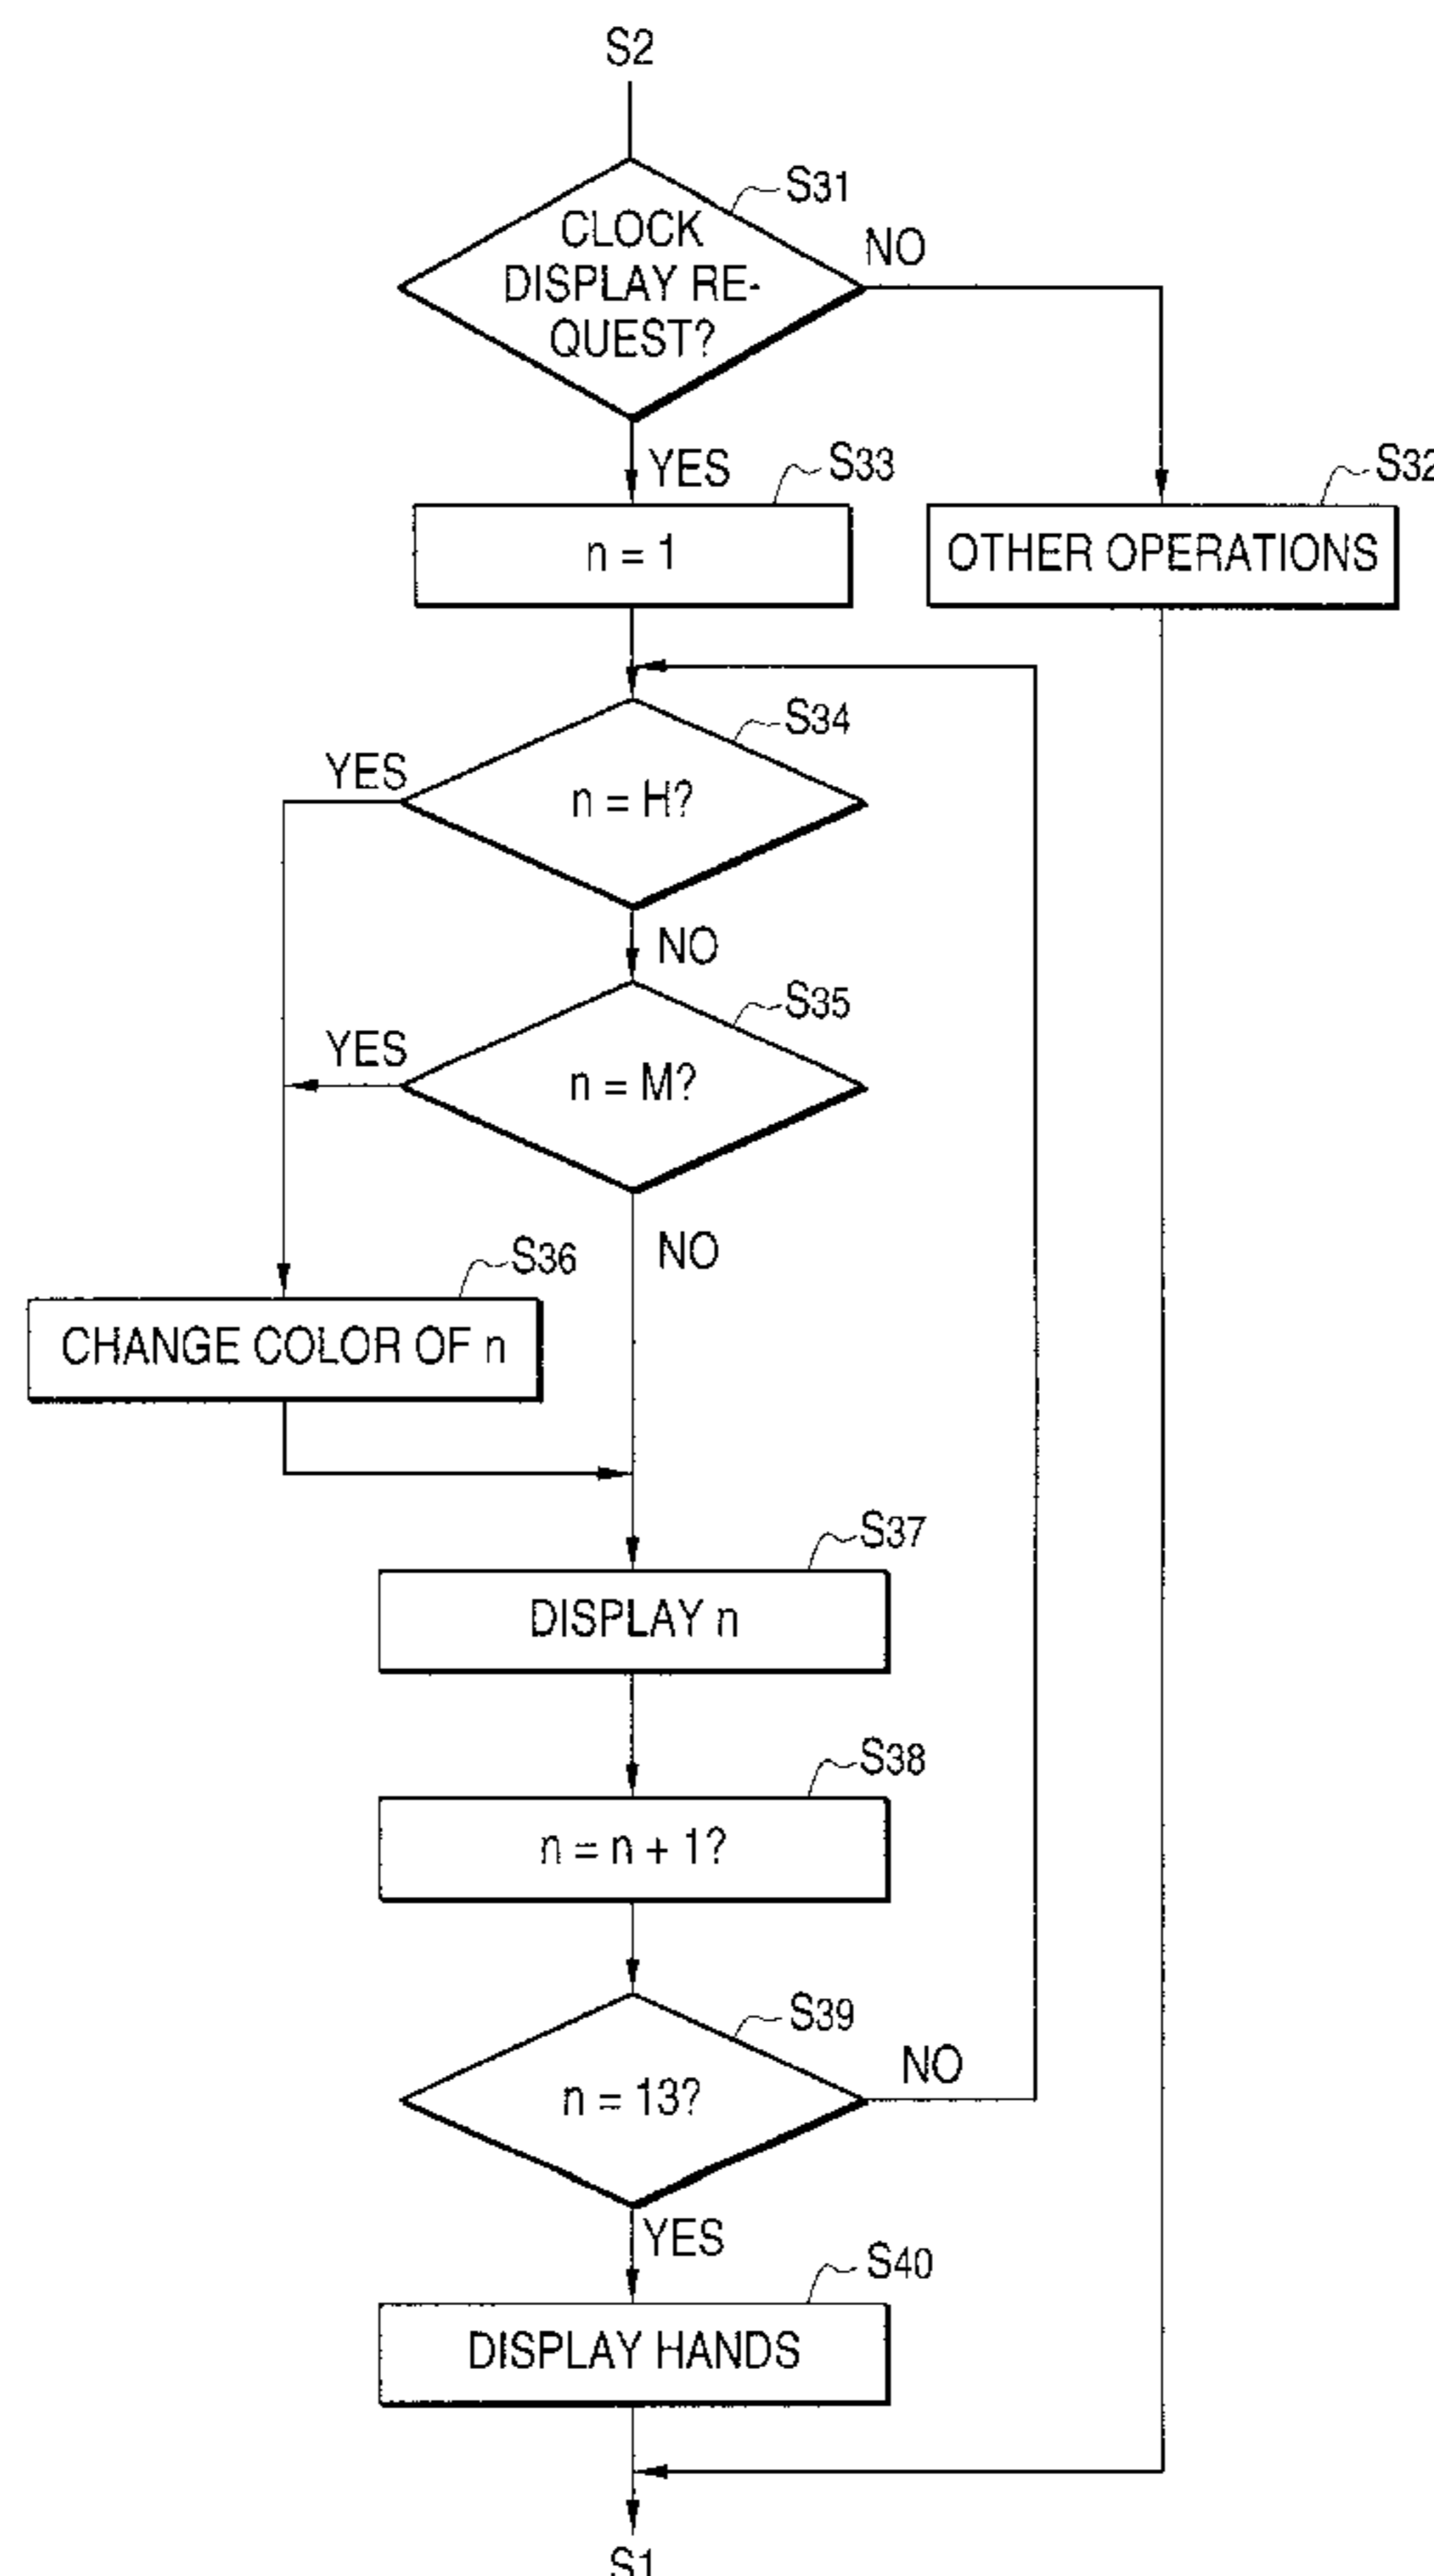 S2
S31
CLOCK
DISPLAY RE-
QUEST?
NO
YES
S33
S32
n = 1
OTHER OPERATIONS
S34
YES
n = H?
NO
S35
YES
n = M?
NO
S36
CHANGE COLOR OF n
S37
DISPLAY n
S38
n = n + 1?
S39
NO
n = 13?
YES
S40
DISPLAY HANDS
S1